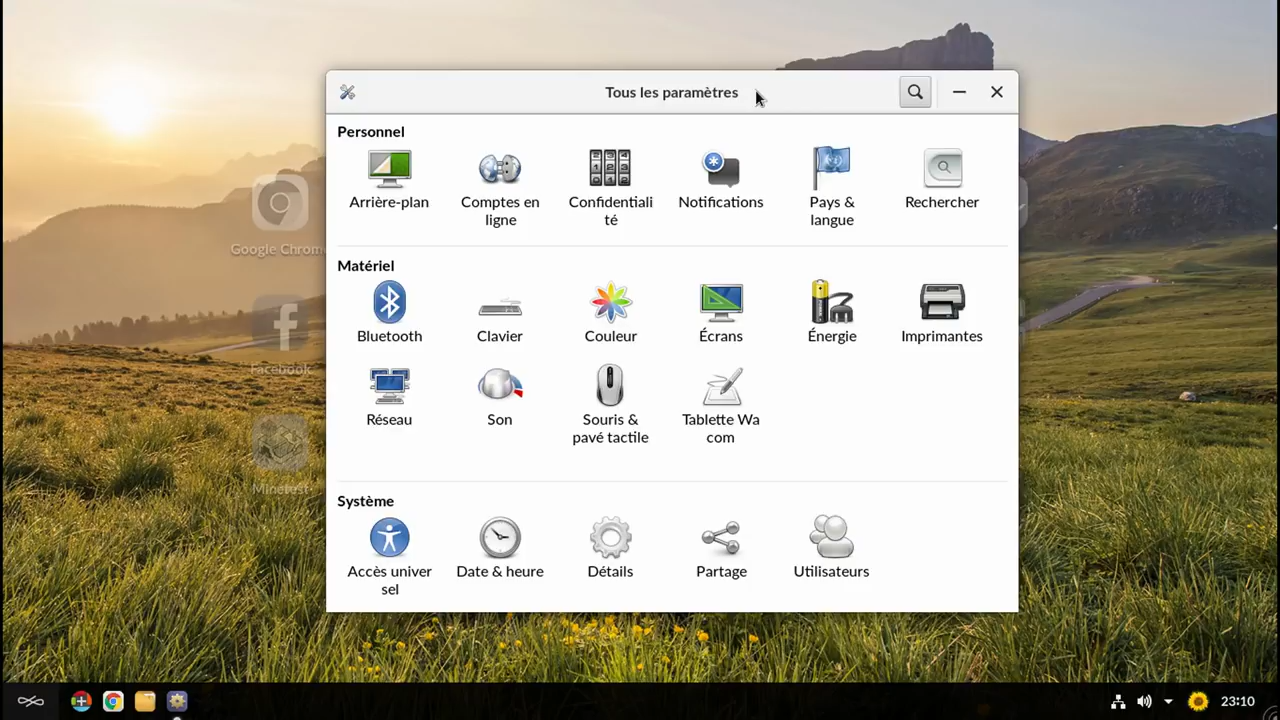 Tous les paramètres
Personnel
Arrière-plan
Comptes en
ligne
Confidentiali
té
Notifications
Pays &
langue
Rechercher
Google Chrom
Matériel
Bluetooth
Clavier
Couleur
Écrans
Énergie
Imprimantes
Facebook
Réseau
Son
Souris &
pavé tactile
Tablette Wa
com
Minetest
Système
Accès univer
sel
Date & heure
Détails
Partage
Utilisateurs
23:10